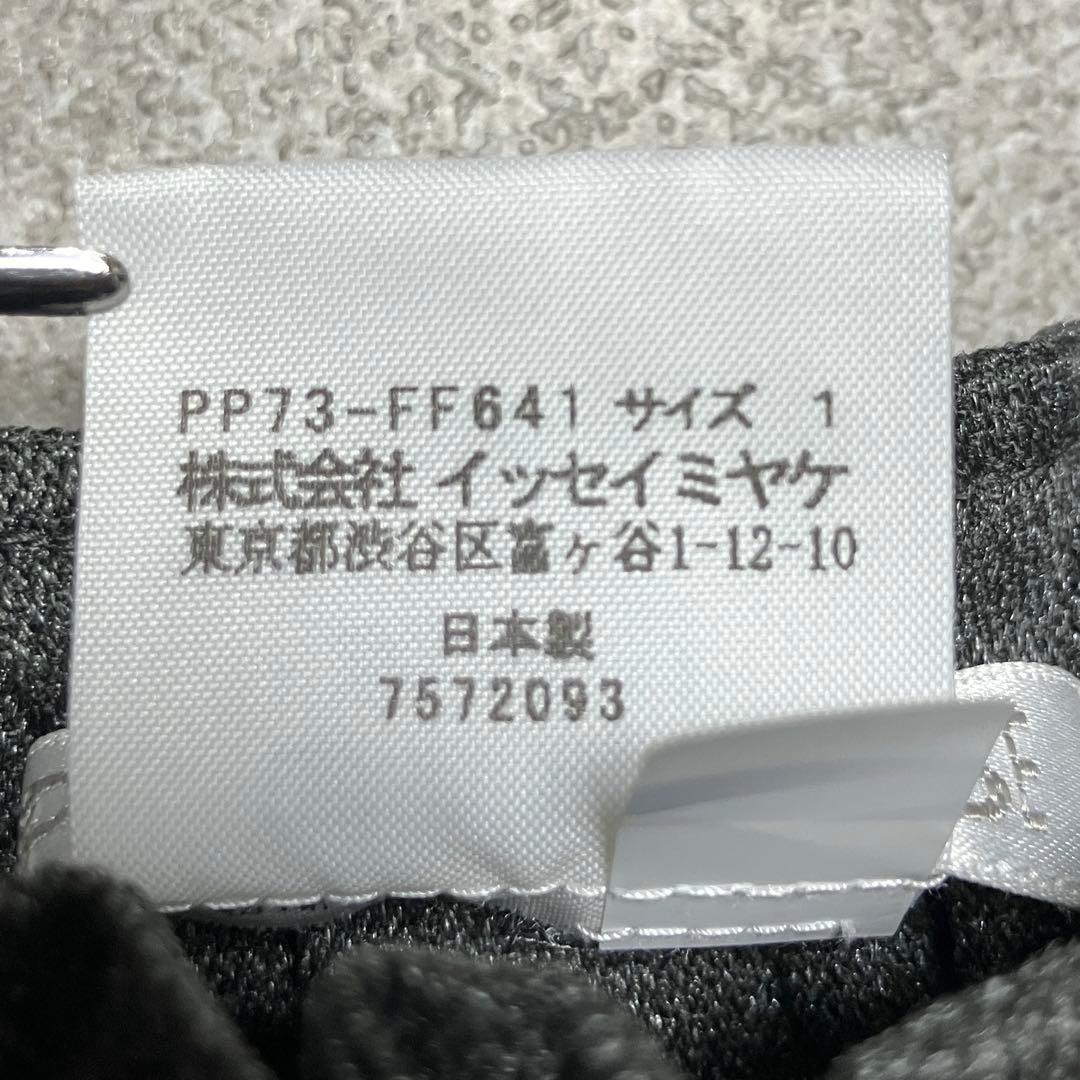 PP73-FF641 サイズ 1
株式会社 イッセイミヤケ
東京都渋谷区富ヶ谷1-12-10
日本製
7572093